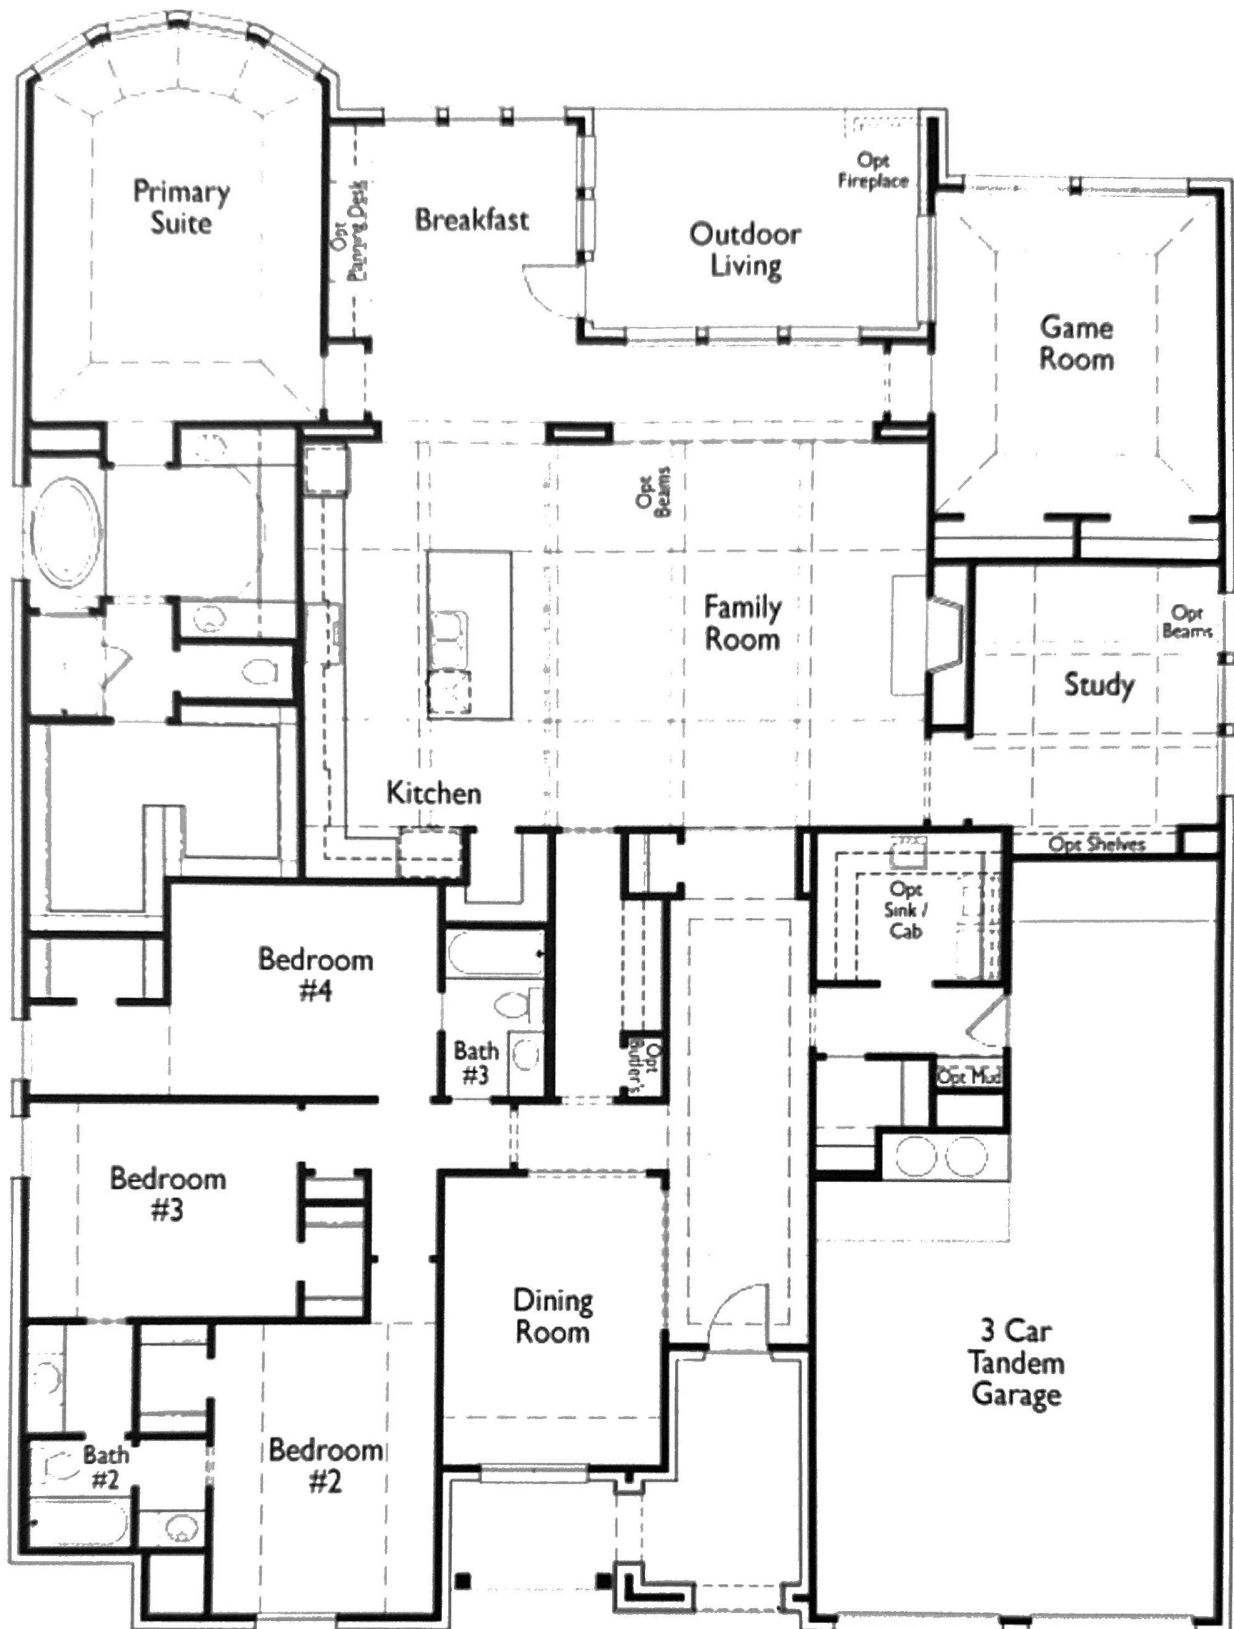 Primary
Suite
Opt
Planning Desk
Breakfast
Outdoor
Living
Opt
Fireplace
Game
Room
Opt
Beams
Family
Room
Opt
Beams
Study
Kitchen
Opt Shelves
Opt
Sink /
Cab
Bedroom
#4
Bath
#3
Opt
Butler's
Opt Mud
Bedroom
#3
Dining
Room
3 Car
Tandem
Garage
Bath
#2
Bedroom
#2